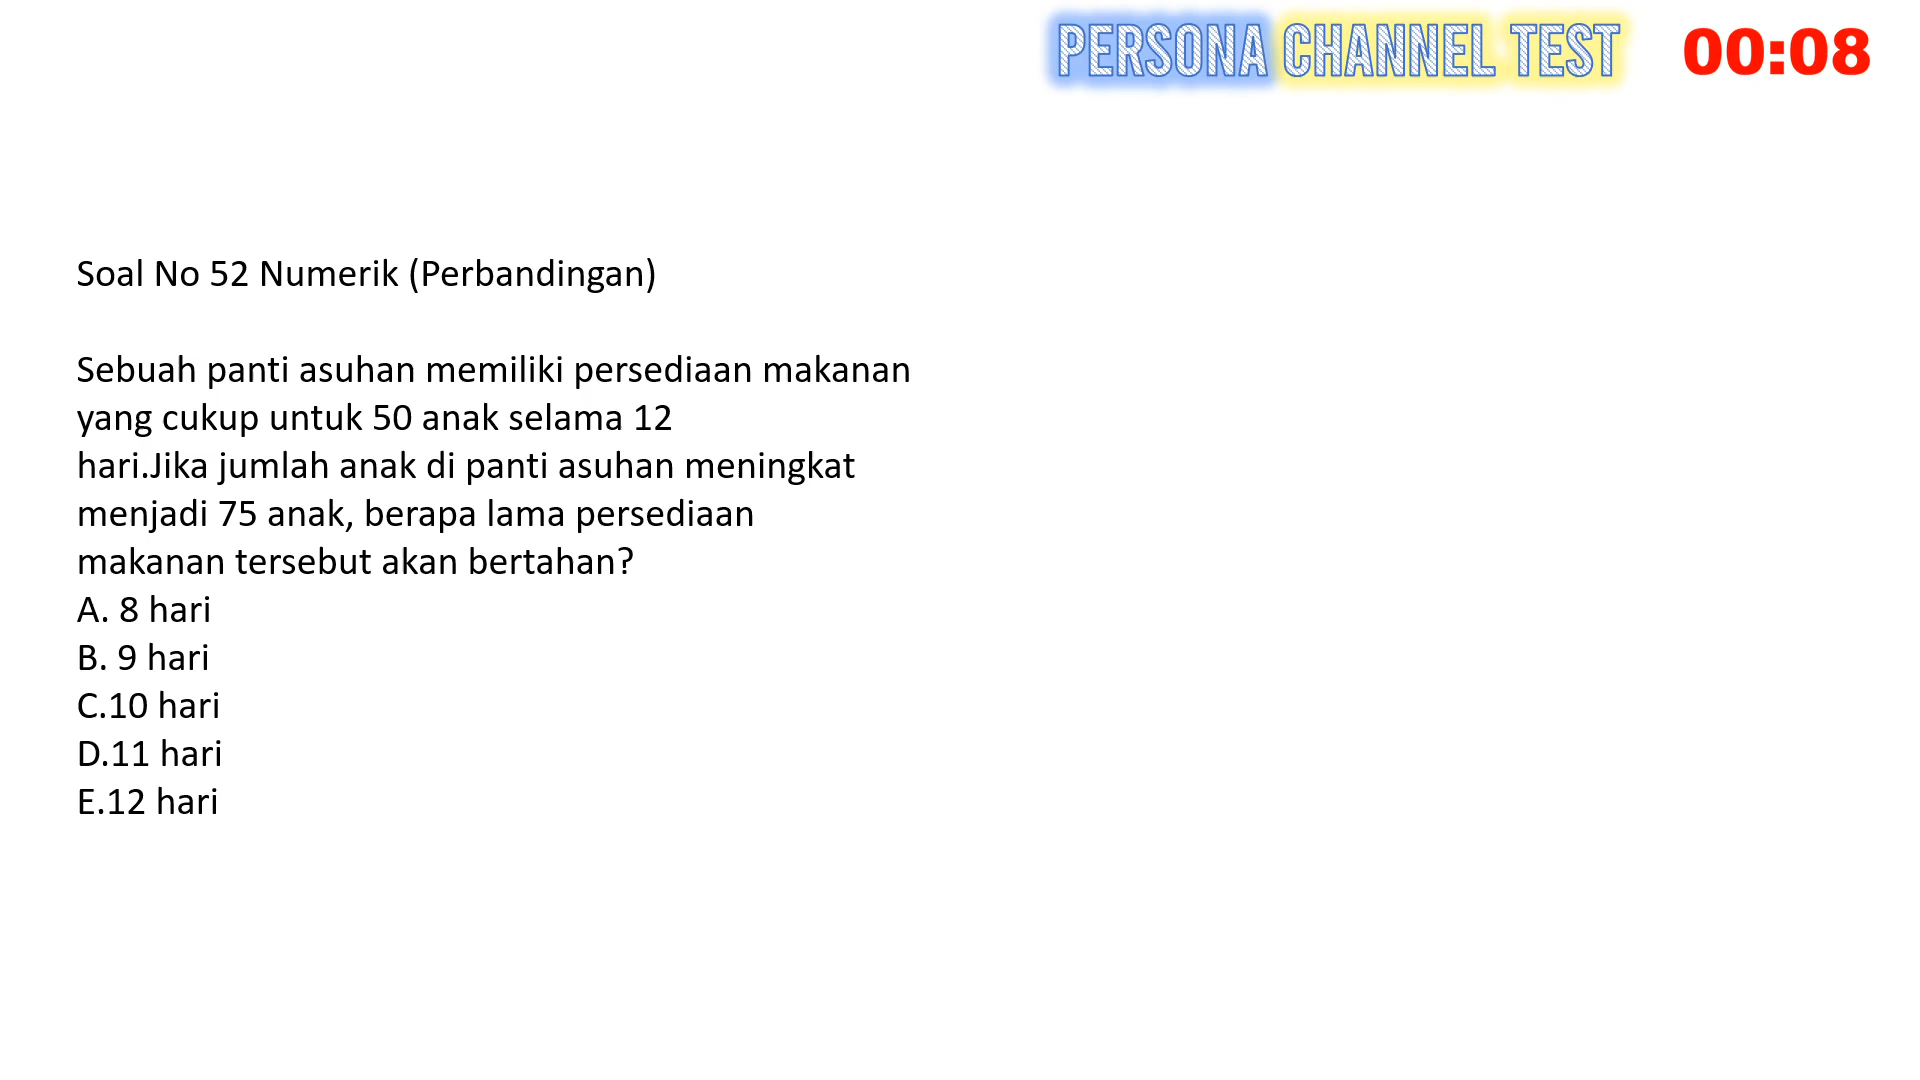 PERSONA CHANNEL TEST 00:08
Soal No 52 Numerik (Perbandingan)
Sebuah panti asuhan memiliki persediaan makanan
yang cukup untuk 50 anak selama 12
hari.Jika jumlah anak di panti asuhan meningkat
menjadi 75 anak, berapa lama persediaan
makanan tersebut akan bertahan?
A. 8 hari
B. 9 hari
C.10 hari
D.11 hari
E.12 hari